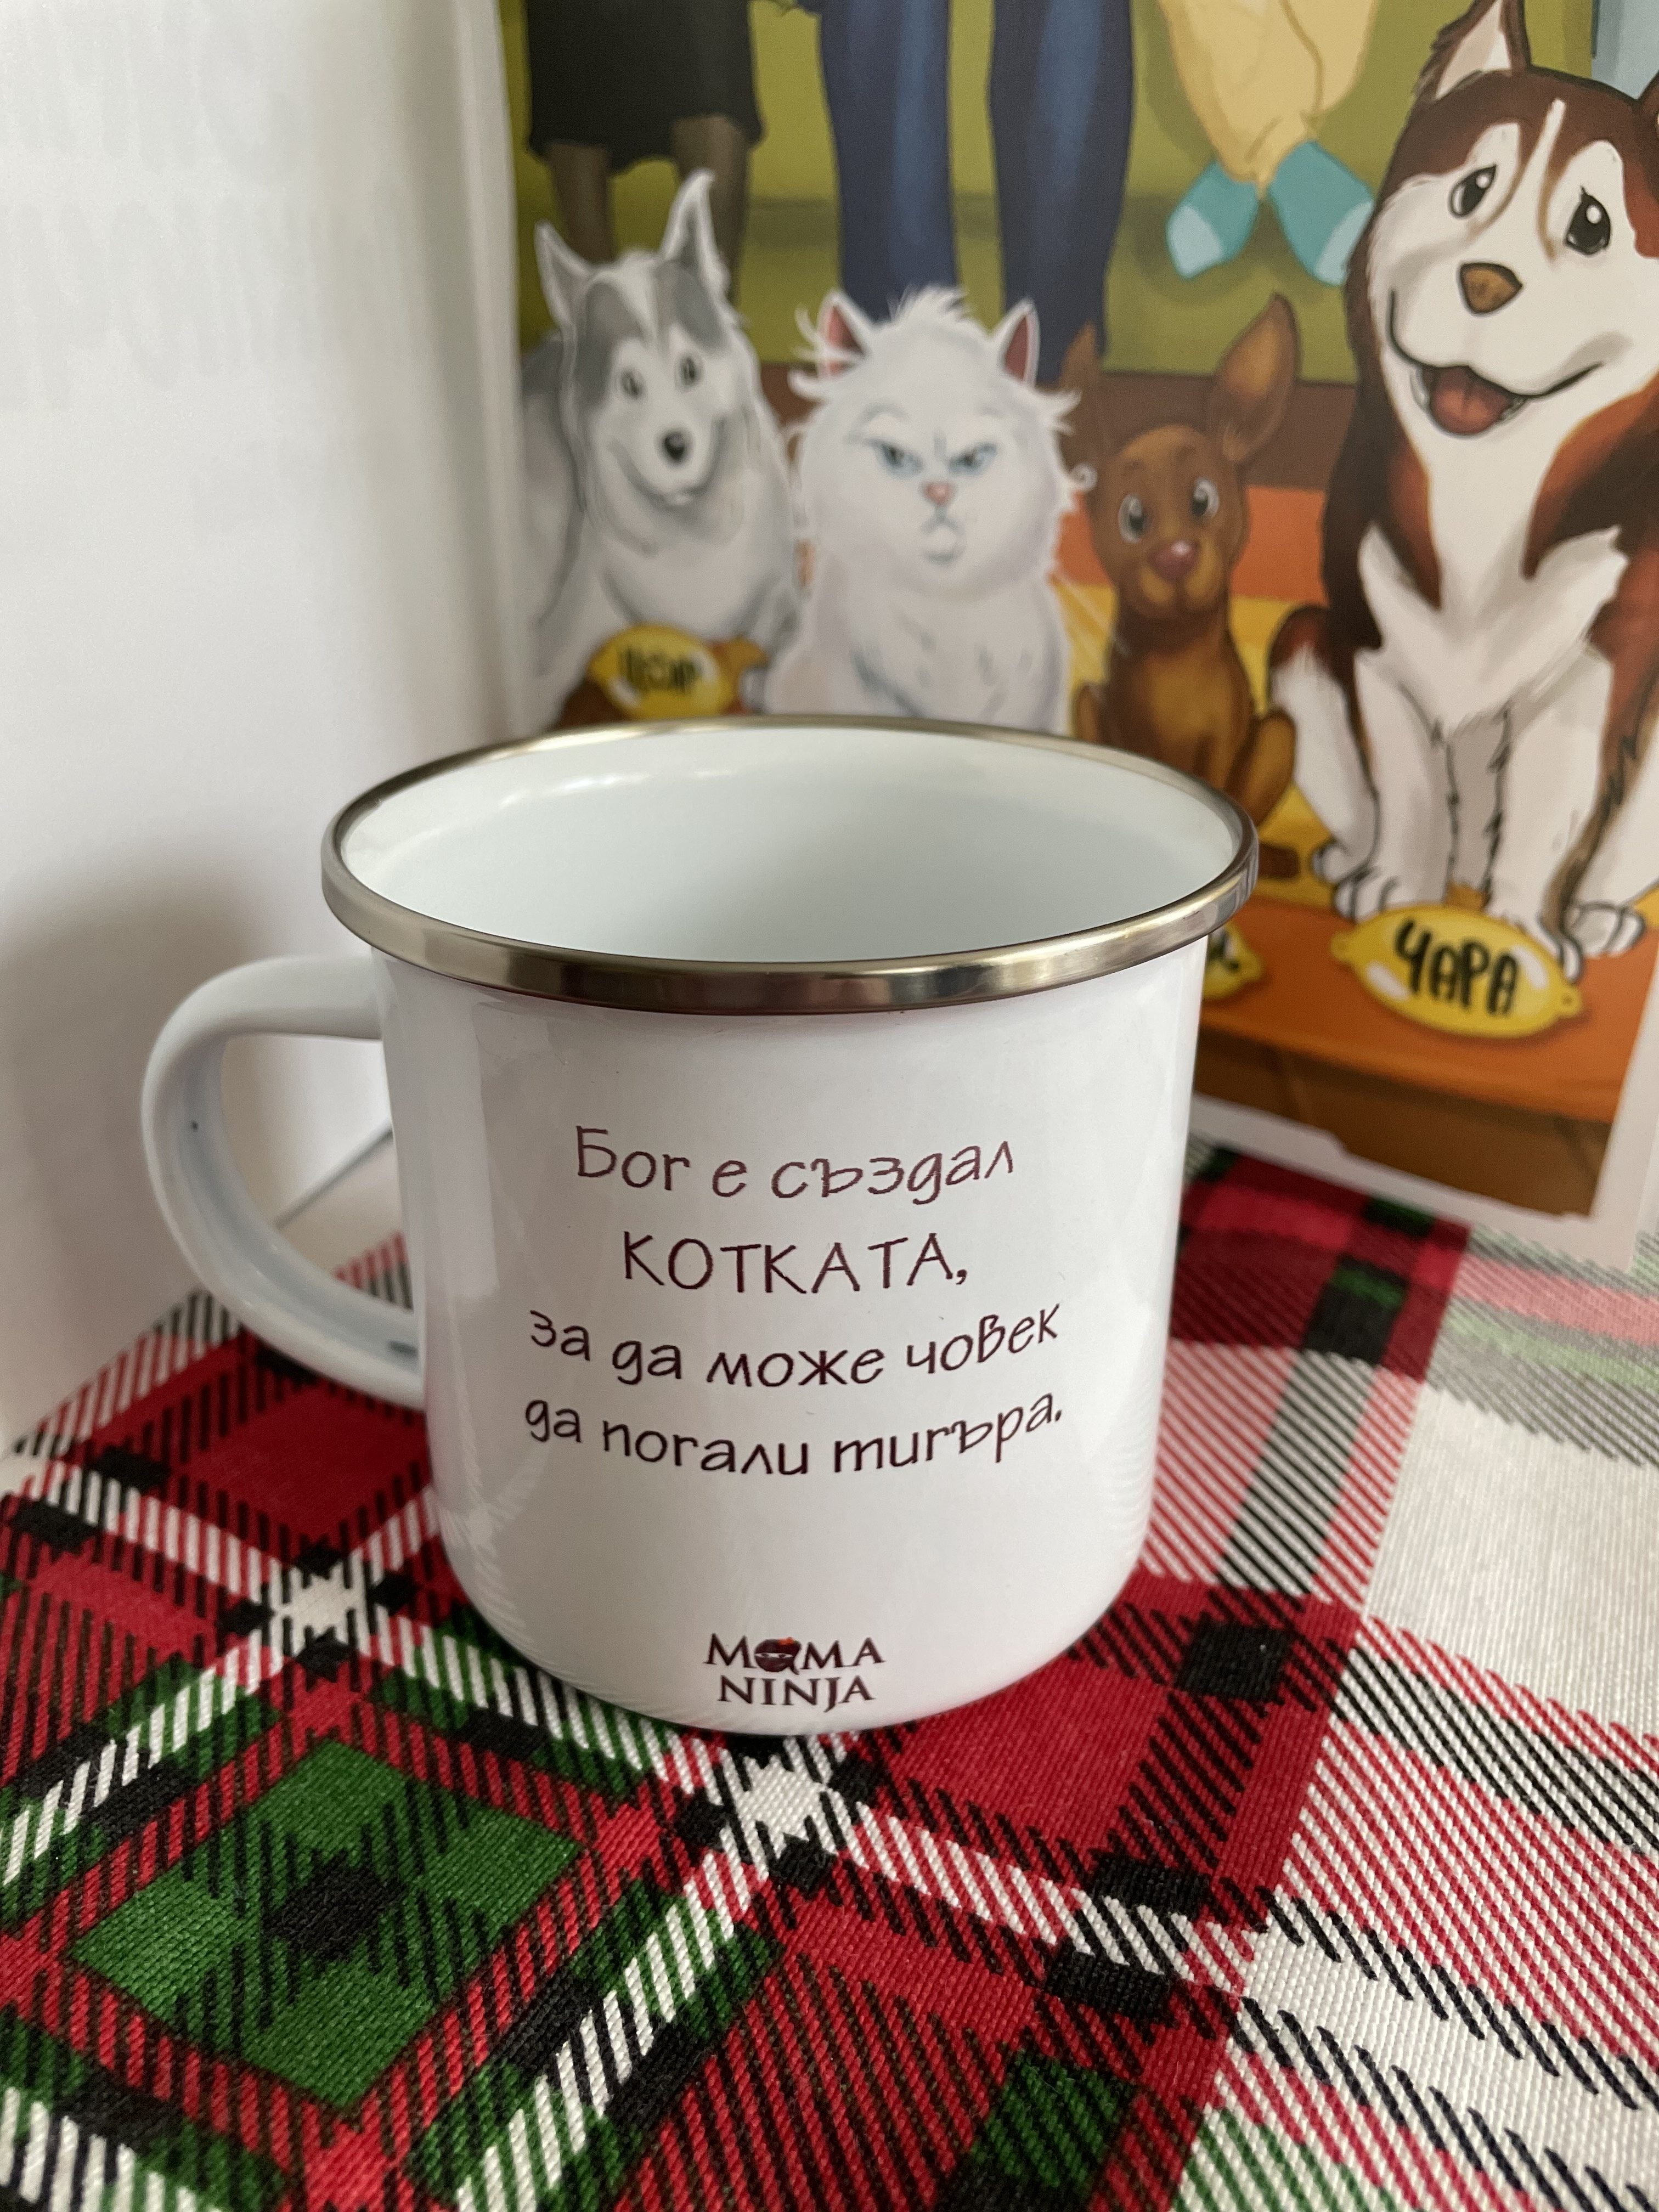 ЧАРА
Бог е създал
КОТКАТА,
за да може човек
да погали тигъра.
MAMA
NINJA